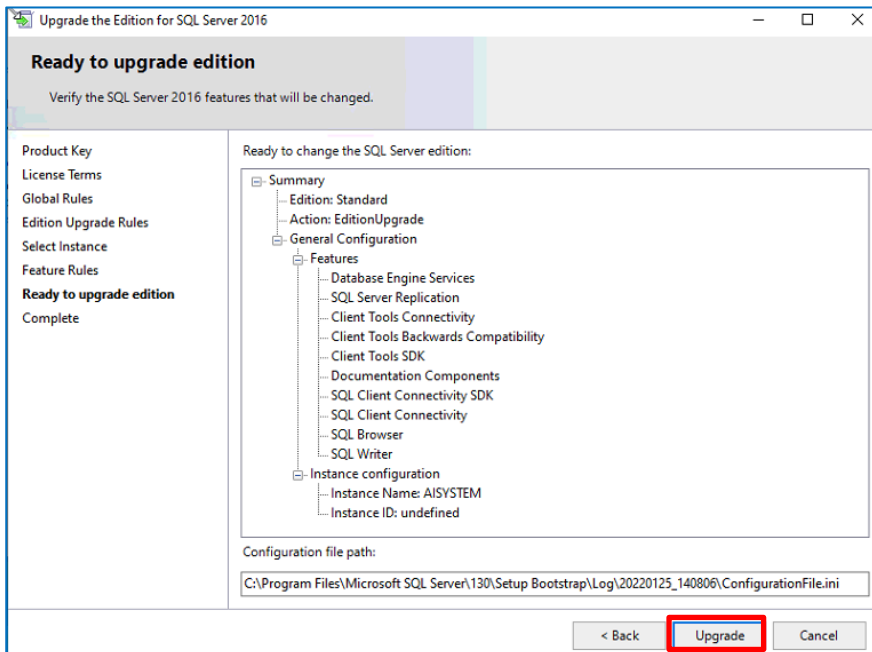 Upgrade the Edition for SQL Server 2016
Ready to upgrade edition
Verify the SQL Server 2016 features that will be changed.
Product Key
License Terms
Global Rules
Edition Upgrade Rules
Select Instance
Feature Rules
Ready to upgrade edition
Complete
Ready to change the SQL Server edition:
Summary
Edition: Standard
Action: EditionUpgrade
General Configuration
Features
Database Engine Services
SQL Server Replication
Client Tools Connectivity
Client Tools Backwards Compatibility
Client Tools SDK
Documentation Components
SQL Client Connectivity SDK
SQL Client Connectivity
SQL Browser
SQL Writer
Instance configuration
Instance Name: AISYSTEM
Instance ID: undefined
Configuration file path:
C:\Program Files\Microsoft SQL Server\130\Setup Bootstrap\Log\20220125_140806\ConfigurationFile.ini
< Back Upgrade Cancel